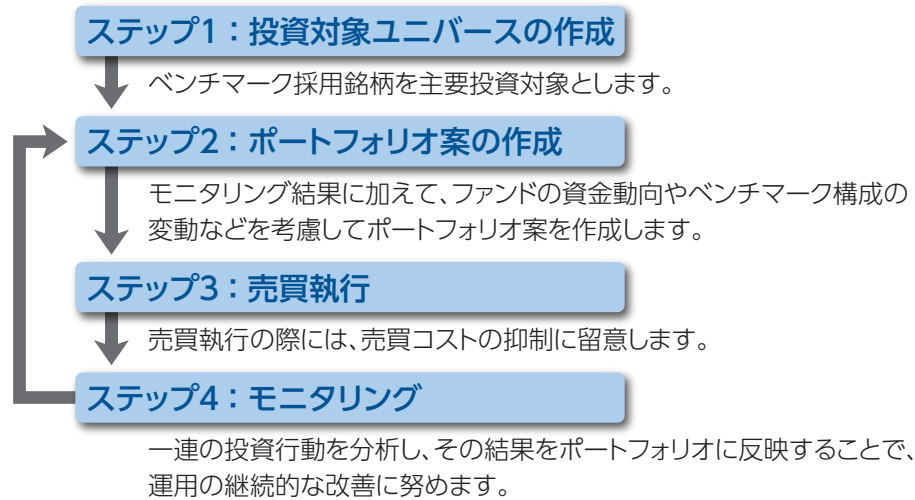 ステップ1：投資対象ユニバースの作成
ベンチマーク採用銘柄を主要投資対象とします。
ステップ2：ポートフォリオ案の作成
モニタリング結果に加えて、ファンドの資金動向やベンチマーク構成の
変動などを考慮してポートフォリオ案を作成します。
ステップ3：売買執行
売買執行の際には、売買コストの抑制に留意します。
ステップ4：モニタリング
一連の投資行動を分析し、その結果をポートフォリオに反映することで、
運用の継続的な改善に努めます。